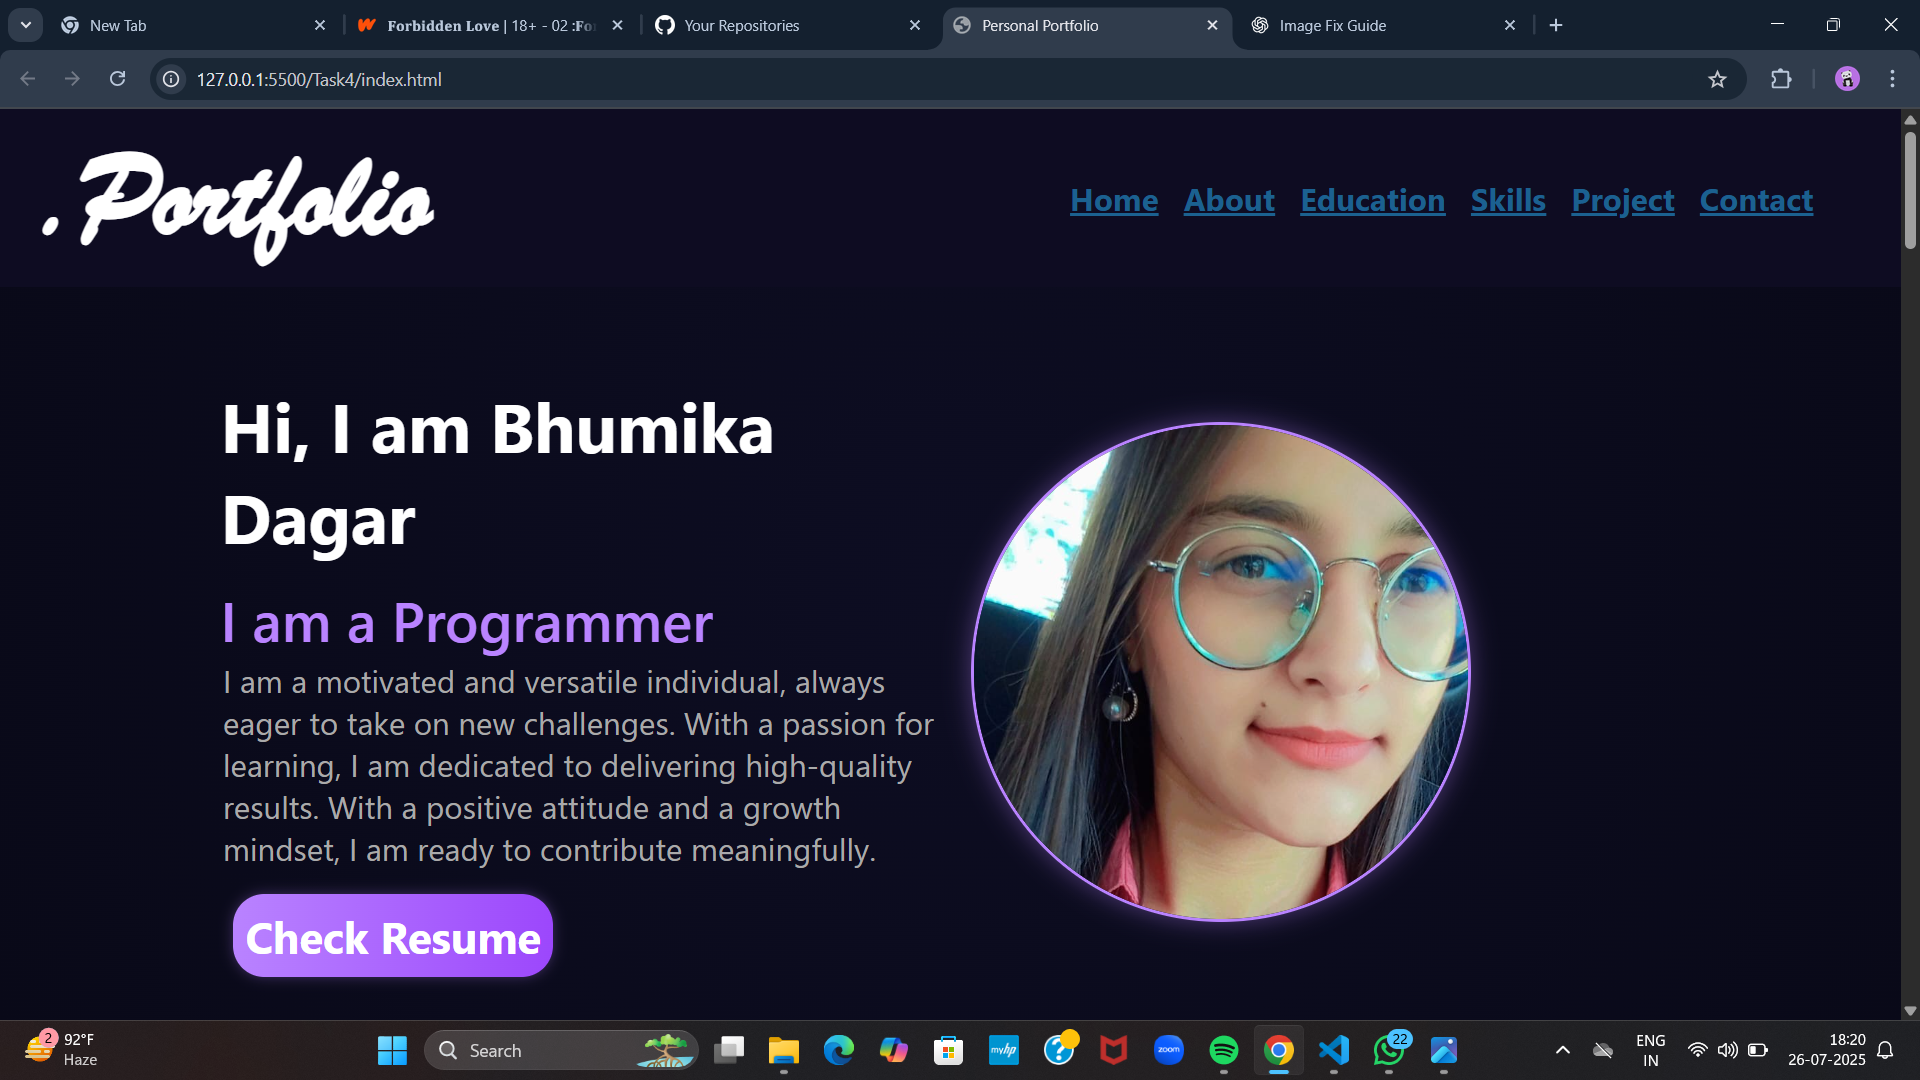 New Tab
Forbidden Love | 18+ - 02 :
Your Repositories
Personal Portfolio
Image Fix Guide
127.0.0.1:5500/Task4/index.html
. Portfolio
Home About Education Skills Project Contact
Hi, I am Bhumika
Dagar
I am a Programmer
I am a motivated and versatile individual, always
eager to take on new challenges. With a passion for
learning, I am dedicated to delivering high-quality
results. With a positive attitude and a growth
mindset, I am ready to contribute meaningfully.
Check Resume
2
92°F
Haze
Search
myhp
zoom
22
ENG
IN
18:20
26-07-2025